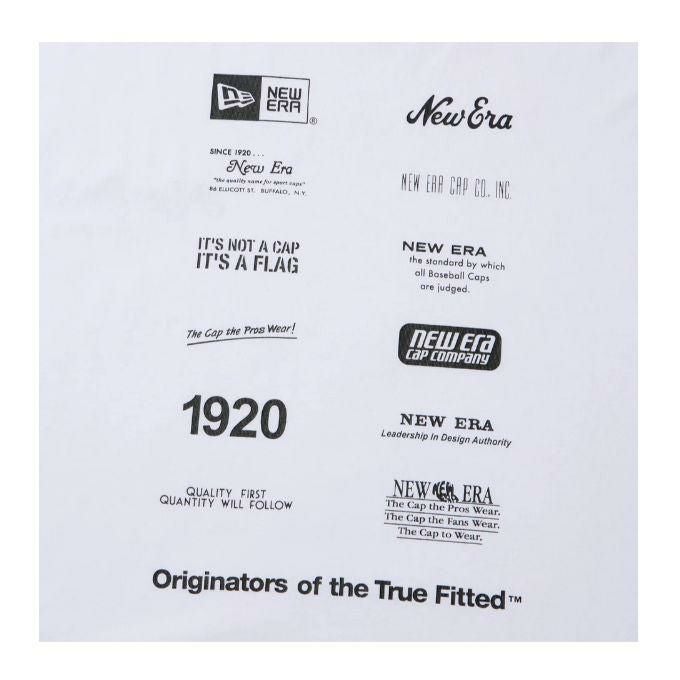 NEW
ERA
®
New Era
SINCE 1920...
New Era
"the quality name for sport caps"
86 ELLICOTT ST. BUFFALO, N.Y.
NEW ERA CAP CO., INC.
IT'S NOT A CAP
IT'S A FLAG
NEW ERA
the standard by which
all Baseball Caps
are judged.
The Cap the Pros Wear!
new era
cap company
1920
NEW ERA
Leadership In Design Authority
QUALITY FIRST
QUANTITY WILL FOLLOW
NEW ERA
The Cap the Pros Wear.
The Cap the Fans Wear.
The Cap to Wear.
Originators of the True Fitted™